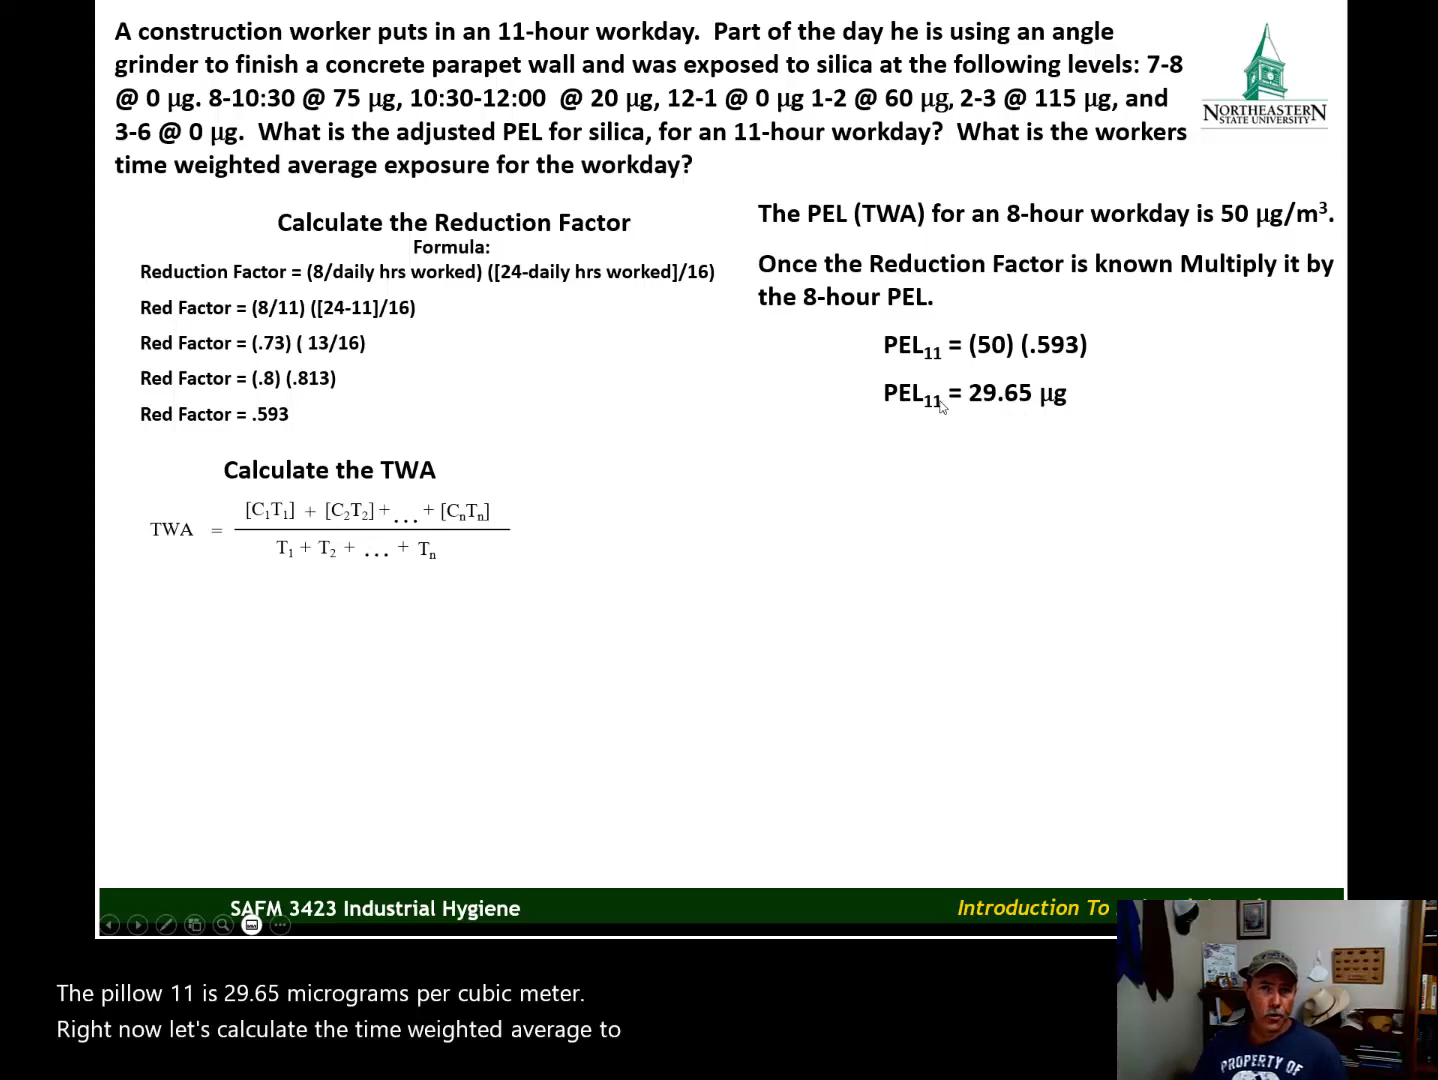 A construction worker puts in an 11-hour workday. Part of the day he is using an angle
grinder to finish a concrete parapet wall and was exposed to silica at the following levels: 7-8
@ 0 µg. 8-10:30 @ 75 µg, 10:30-12:00 @ 20 µg, 12-1 @ 0 µg 1-2 @ 60 µg, 2-3 @ 115 µg, and
3-6 @ 0 µg. What is the adjusted PEL for silica, for an 11-hour workday? What is the workers
time weighted average exposure for the workday?
NORTHEASTERN
STATE UNIVERSITY
Calculate the Reduction Factor
Formula:
Reduction Factor = (8/daily hrs worked) ([24-daily hrs worked]/16)
Red Factor = (8/11) ([24-11]/16)
Red Factor = (.73) ( 13/16)
Red Factor = (.8) (.813)
Red Factor = .593
The PEL (TWA) for an 8-hour workday is 50 µg/m³.
Once the Reduction Factor is known Multiply it by
the 8-hour PEL.
PEL₁₁ = (50) (.593)
PEL₁₁ = 29.65 µg
Calculate the TWA
[C₁T₁] + [C₂T₂] + ... + [CₙTₙ]
TWA =
T₁ + T₂ + ... + Tₙ
SAFM 3423 Industrial Hygiene
Introduction To
The pillow 11 is 29.65 micrograms per cubic meter.
Right now let's calculate the time weighted average to
PROPERTY OF